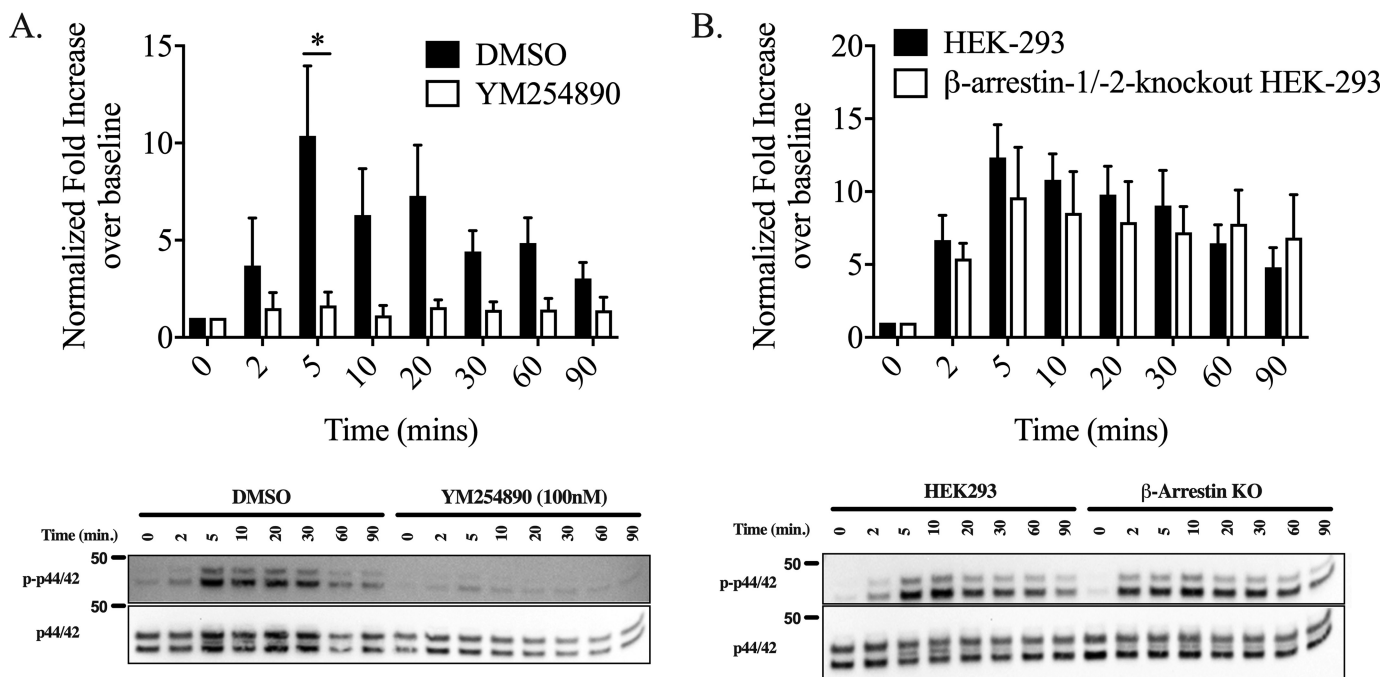 A.
Normalized Fold Increase
over baseline
15
10
5
0
*
DMSO
YM254890
0 2 5 10 20 30 60 90
Time (mins)
DMSO YM254890 (100nM)
Time (min.) 0 2 5 10 20 30 60 90 0 2 5 10 20 30 60 90
50
p-p44/42
50
p44/42
B.
Normalized Fold Increase
over baseline
20
15
10
5
0
HEK-293
β-arrestin-1/-2-knockout HEK-293
0 2 5 10 20 30 60 90
Time (mins)
HEK293 β-Arrestin KO
Time (min.) 0 2 5 10 20 30 60 90 0 2 5 10 20 30 60 90
50
p-p44/42
50
p44/42